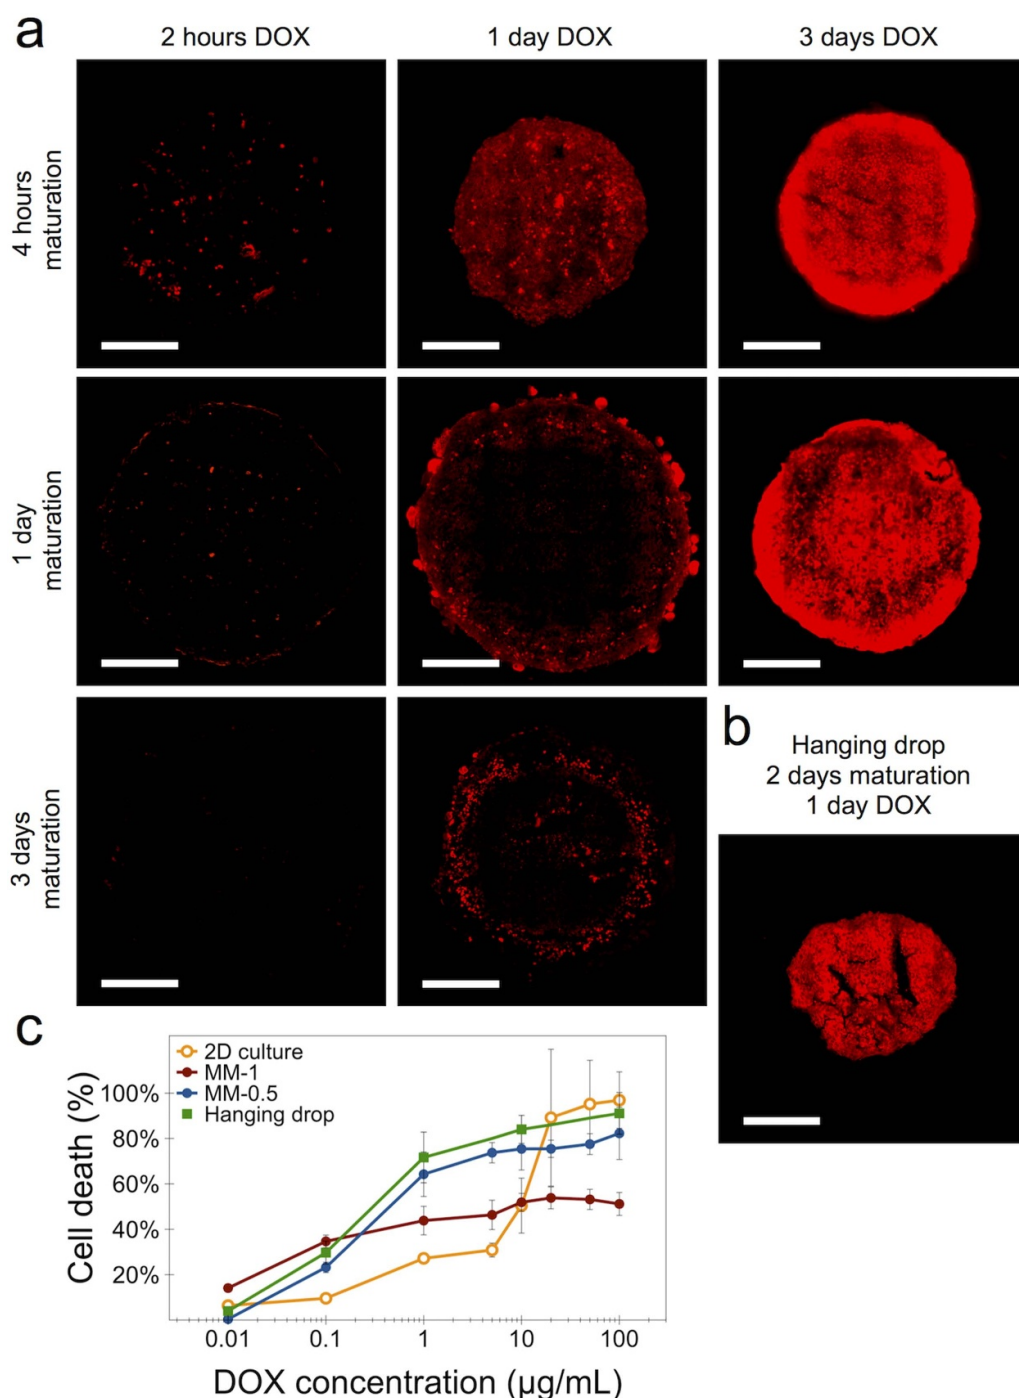 a
2 hours DOX
1 day DOX
3 days DOX
4 hours
maturation
1 day
maturation
3 days
maturation
b
Hanging drop
2 days maturation
1 day DOX
c
2D culture
MM-1
MM-0.5
Hanging drop
Cell death (%)
100%
80%
60%
40%
20%
0.01
0.1
1
10
100
DOX concentration (µg/mL)